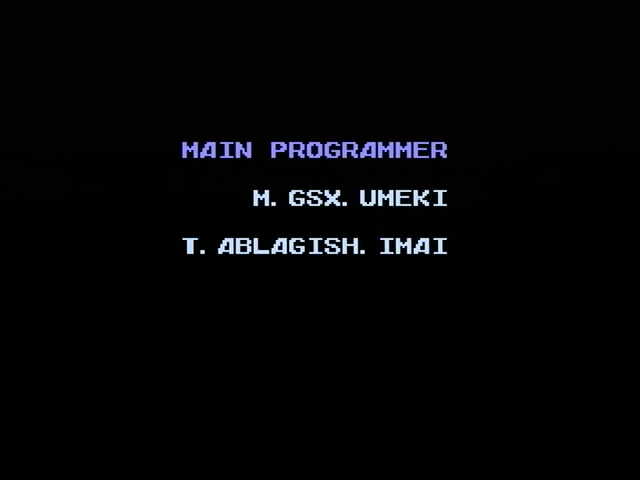 MAIN PROGRAMMER
M. GSX. UMEKI
T. ABLAGISH. IMAI